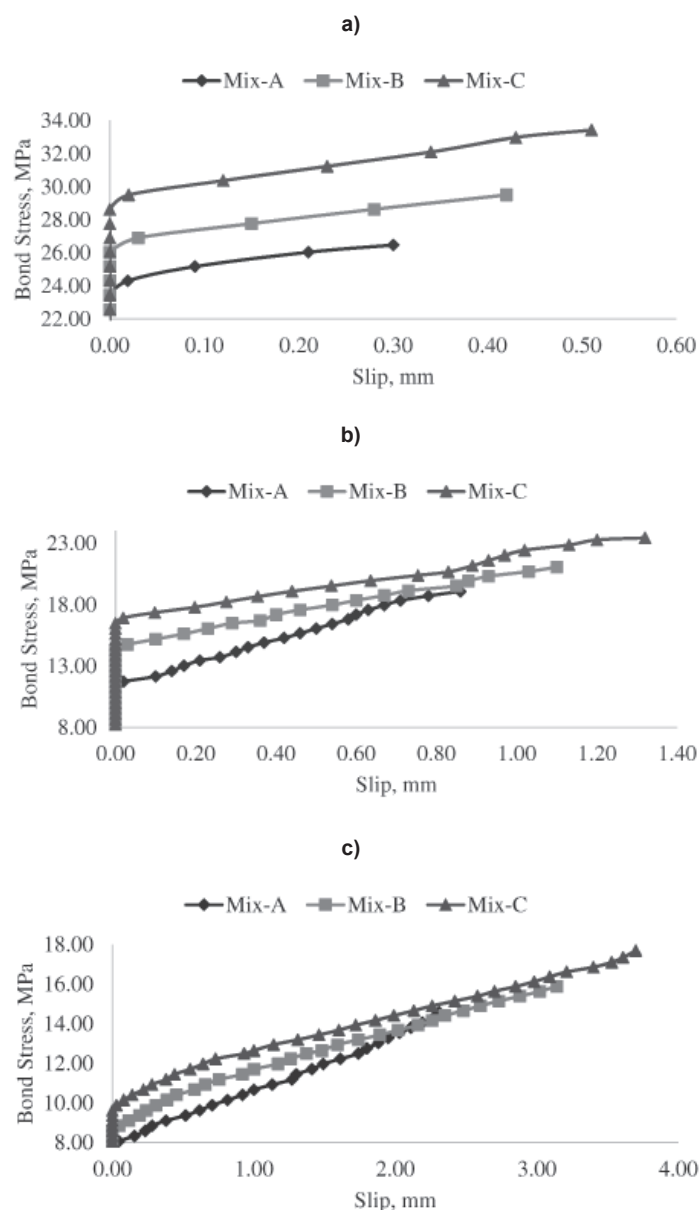 a)
Mix-A Mix-B Mix-C
34.00
32.00
30.00
28.00
26.00
24.00
22.00
Bond Stress, MPa
0.00 0.10 0.20 0.30 0.40 0.50 0.60
Slip, mm
b)
Mix-A Mix-B Mix-C
23.00
18.00
13.00
8.00
Bond Stress, MPa
0.00 0.20 0.40 0.60 0.80 1.00 1.20 1.40
Slip, mm
c)
Mix-A Mix-B Mix-C
18.00
16.00
14.00
12.00
10.00
8.00
Bond Stress, MPa
0.00 1.00 2.00 3.00 4.00
Slip, mm